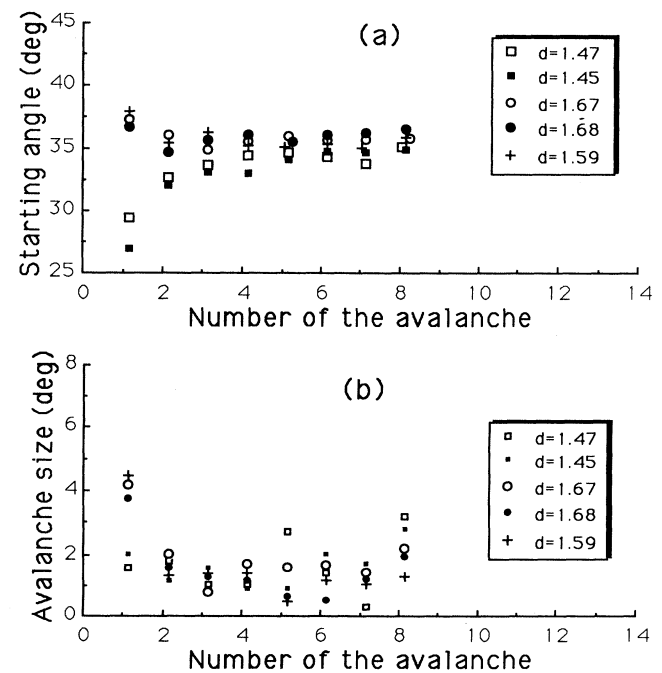 45
40
35
30
25
Starting angle (deg)
(a)
d=1.47
d=1.45
d=1.67
d=1.68
d=1.59
0 2 4 6 8 10 12 14
Number of the avalanche
8
6
4
2
0
Avalanche size (deg)
(b)
d=1.47
d=1.45
d=1.67
d=1.68
d=1.59
0 2 4 6 8 10 12 14
Number of the avalanche